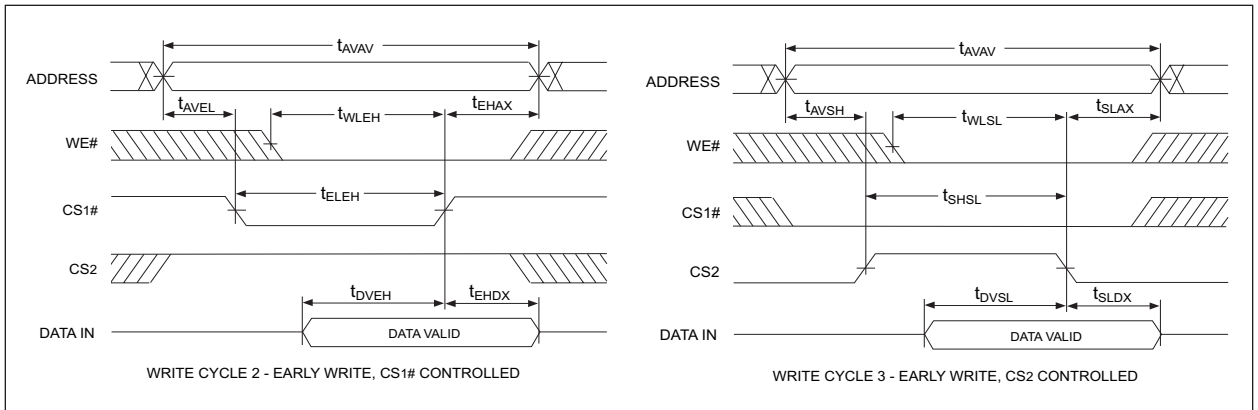 tAVAV
ADDRESS
tAVEL
tWLEH
tEHAX
WE#
tELEH
CS1#
CS2
tDVEH
tEHDX
DATA IN
DATA VALID
WRITE CYCLE 2 - EARLY WRITE, CS1# CONTROLLED
tAVAV
ADDRESS
tAVSH
tWLSL
tSLAX
WE#
tSHSL
CS1#
CS2
tDVSL
tSLDX
DATA IN
DATA VALID
WRITE CYCLE 3 - EARLY WRITE, CS2 CONTROLLED